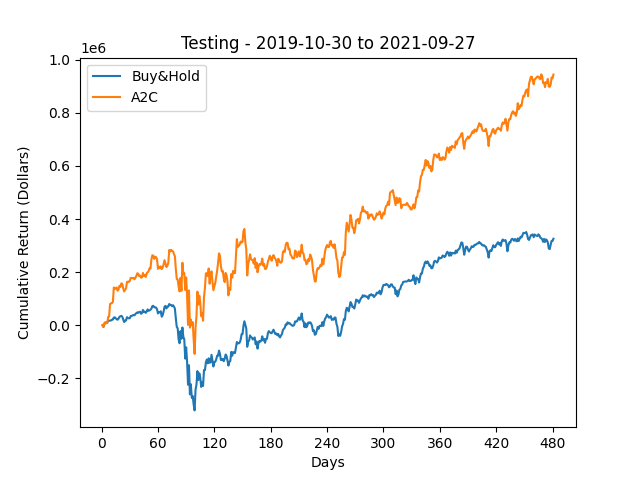 Testing - 2019-10-30 to 2021-09-27
1e6
Buy&Hold
A2C
1.0
0.8
0.6
0.4
0.2
0.0
−0.2
Cumulative Return (Dollars)
0 60 120 180 240 300 360 420 480
Days